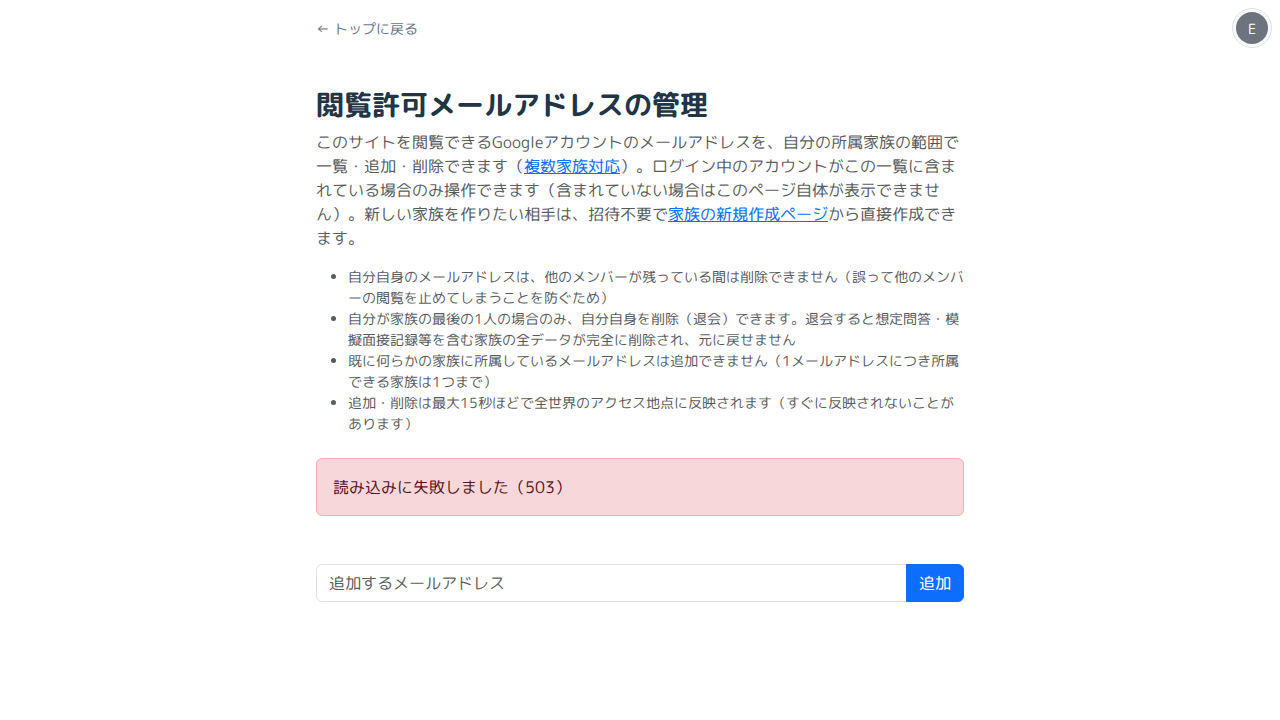 ← トップに戻る
E
閲覧許可メールアドレスの管理
このサイトを閲覧できるGoogleアカウントのメールアドレスを、自分の所属家族の範囲で
一覧・追加・削除できます（複数家族対応）。ログイン中のアカウントがこの一覧に含ま
れている場合のみ操作できます（含まれていない場合はこのページ自体が表示できませ
ん）。新しい家族を作りたい相手は、招待不要で家族の新規作成ページから直接作成でき
ます。
• 自分自身のメールアドレスは、他のメンバーが残っている間は削除できません（誤って他のメンバ
ーの閲覧を止めてしまうことを防ぐため）
• 自分が家族の最後の1人の場合のみ、自分自身を削除（退会）できます。退会すると想定問答・模
擬面接記録等を含む家族の全データが完全に削除され、元に戻せません
• 既に何らかの家族に所属しているメールアドレスは追加できません（1メールアドレスにつき所属
できる家族は1つまで）
• 追加・削除は最大15秒ほどで全世界のアクセス地点に反映されます（すぐに反映されないことが
あります）
読み込みに失敗しました（503）
追加するメールアドレス
追加